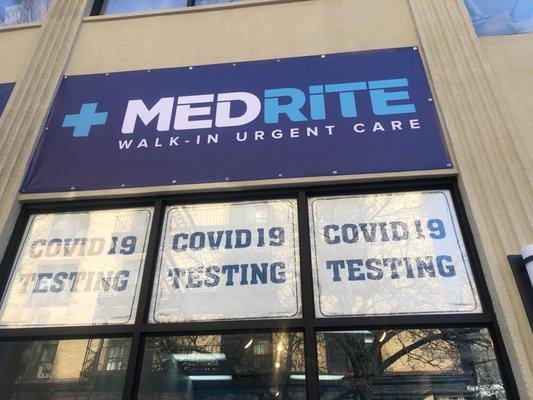 MEDRiTE
WALK-IN URGENT CARE
COVID19
TESTING
COVID19
TESTING
COVID19
TESTING